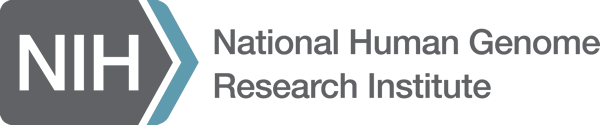 NIH
National Human Genome
Research Institute